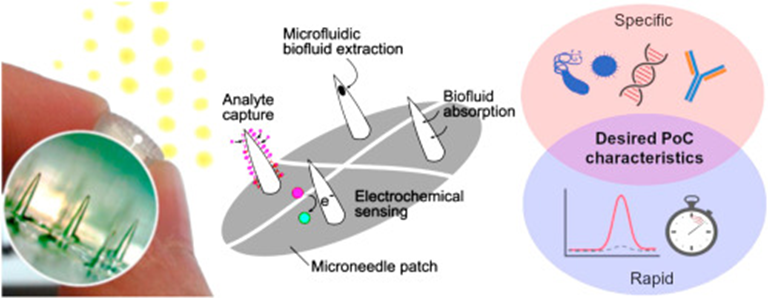 Microfluidic
biofluid extraction
Analyte
capture
Biofluid
absorption
e⁻
Electrochemical
sensing
Microneedle patch
Specific
Desired PoC
characteristics
Rapid